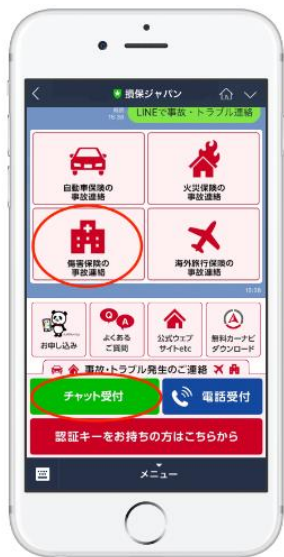 損保ジャパン
15:38
LINEで事故・トラブル連絡
自動車保険の
事故連絡
火災保険の
事故連絡
傷害保険の
事故連絡
海外旅行保険の
事故連絡
お申し込み
よくある
ご質問
公式ウェブ
サイトetc
無料カーナビ
ダウンロード
Q
A
事故・トラブル発生のご連絡
チャット受付
電話受付
認証キーをお持ちの方はこちらから
メニュー